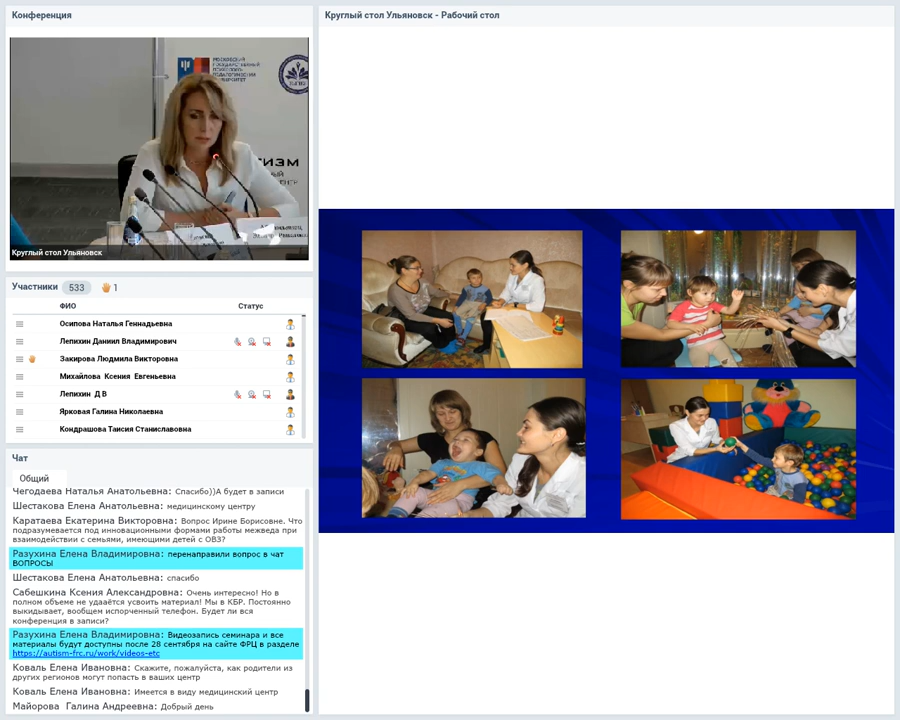 Конференция
МОСКОВСКИЙ
ГОСУДАРСТВЕННЫЙ
ПСИХОЛОГО-
ПЕДАГОГИЧЕСКИЙ
УНИВЕРСИТЕТ
Круглый стол Ульяновск
Участники 533 1
ФИО Статус
Осипова Наталья Геннадьевна
Лепихин Даниил Владимирович
Закирова Людмила Викторовна
Михайлова Ксения Евгеньевна
Лепихин Д В
Ярковая Галина Николаевна
Кондрашова Таисия Станиславовна
Чат
Общий
Чегодаева Наталья Анатольевна: Спасибо))А будет в записи
Шестакова Елена Анатольевна: медицинскому центру
Каратаева Екатерина Викторовна: Вопрос Ирине Борисовне. Что
подразумевается под инновационными формами работы межведа при
взаимодействии с семьями, имеющими детей с ОВЗ?
Разухина Елена Владимировна: перенаправили вопрос в чат
ВОПРОСЫ
Шестакова Елена Анатольевна: спасибо
Сабешкина Ксения Александровна: Очень интересно! Но в
полном объеме не удааётся усвоить материал! Мы в КБР. Постоянно
выкидывает, вообщем испорченный телефон. Будет ли вся
конференция в записи?
Разухина Елена Владимировна: Видеозапись семинара и все
материалы будут доступны после 28 сентября на сайте ФРЦ в разделе
https://autism-frc.ru/work/videos-etc
Коваль Елена Ивановна: Скажите, пожалуйста, как родители из
других регионов могут попасть в ваших центр
Коваль Елена Ивановна: Имеется в виду медицинский центр
Майорова Галина Андреевна: Добрый день
Круглый стол Ульяновск - Рабочий стол